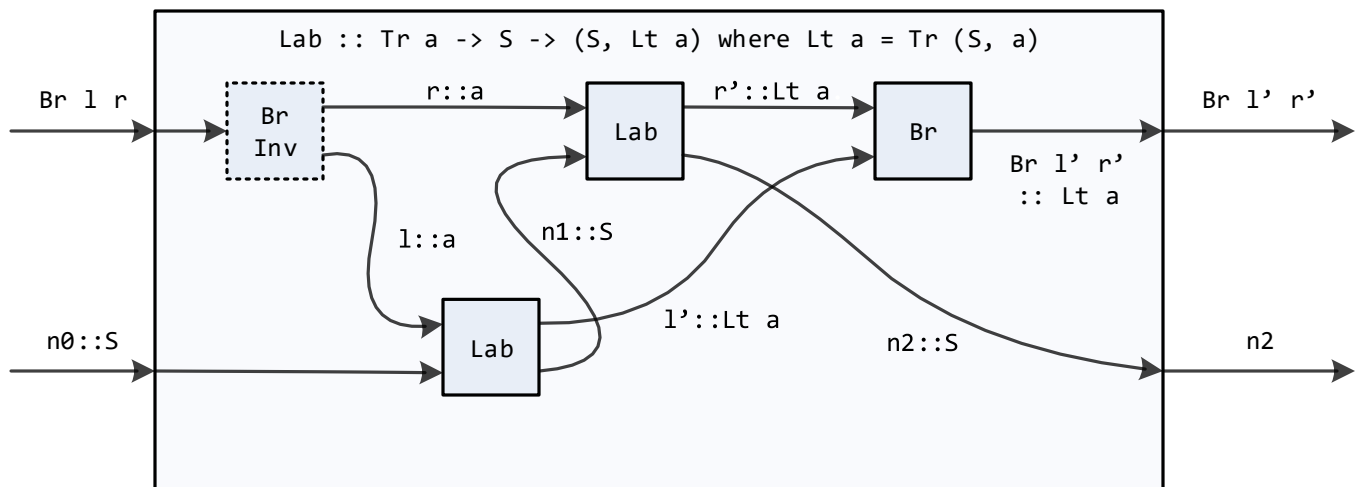 Lab :: Tr a -> S -> (S, Lt a) where Lt a = Tr (S, a)
Br l r
Br
Inv
r::a
Lab
r’::Lt a
Br
Br l’ r’
Br l’ r’
:: Lt a
l::a
n1::S
n0::S
Lab
l’::Lt a
n2::S
n2